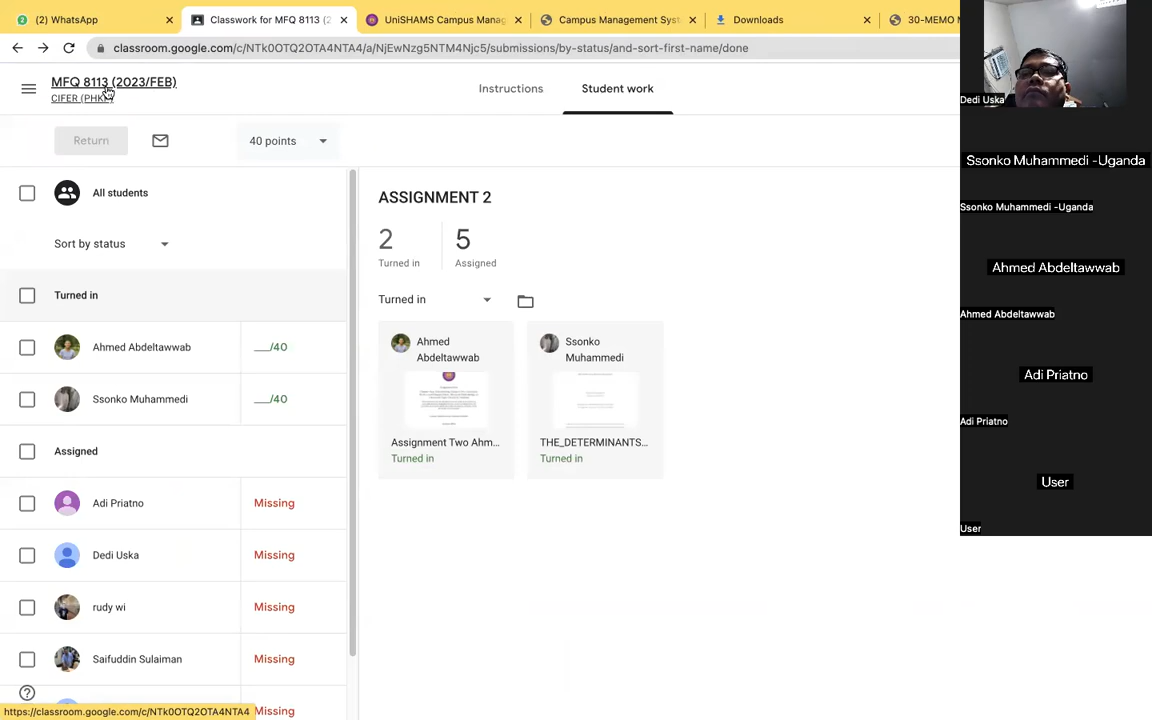 (2) WhatsApp
Classwork for MFQ 8113 (2
UniSHAMS Campus Mana
Campus Management Syst
Downloads
30-MEMO
classroom.google.com/c/NTk0OTQ2OTA4NTA4/a/NjEwNzg5NTM4Njc5/submissions/by-status/and-sort-first-name/done
MFQ 8113 (2023/FEB)
CIFER (PHKF)
Instructions
Student work
Return
40 points
All students
Sort by status
Turned in
Ahmed Abdeltawwab
__/40
Ssonko Muhammedi
__/40
Assigned
Adi Priatno
Missing
Dedi Uska
Missing
rudy wi
Missing
Saifuddin Sulaiman
Missing
Missing
https://classroom.google.com/c/NTk0OTQ2OTA4NTA4
ASSIGNMENT 2
2
Turned in
5
Assigned
Turned in
Ahmed
Abdeltawwab
Assignment Two Ahm...
Turned in
Ssonko
Muhammedi
THE_DETERMINANTS...
Turned in
Dedi Uska
Ssonko Muhammedi -Uganda
Ssonko Muhammedi -Uganda
Ahmed Abdeltawwab
Ahmed Abdeltawwab
Adi Priatno
Adi Priatno
User
User